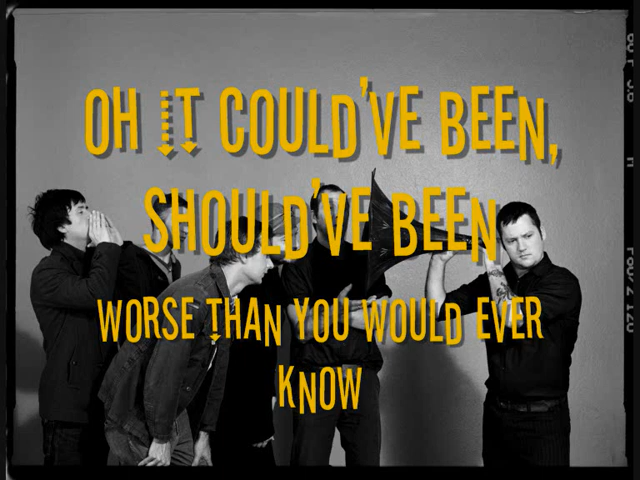 OH IT COULD'VE BEEN,
SHOULD'VE BEEN
WORSE THAN YOU WOULD EVER
KNOW